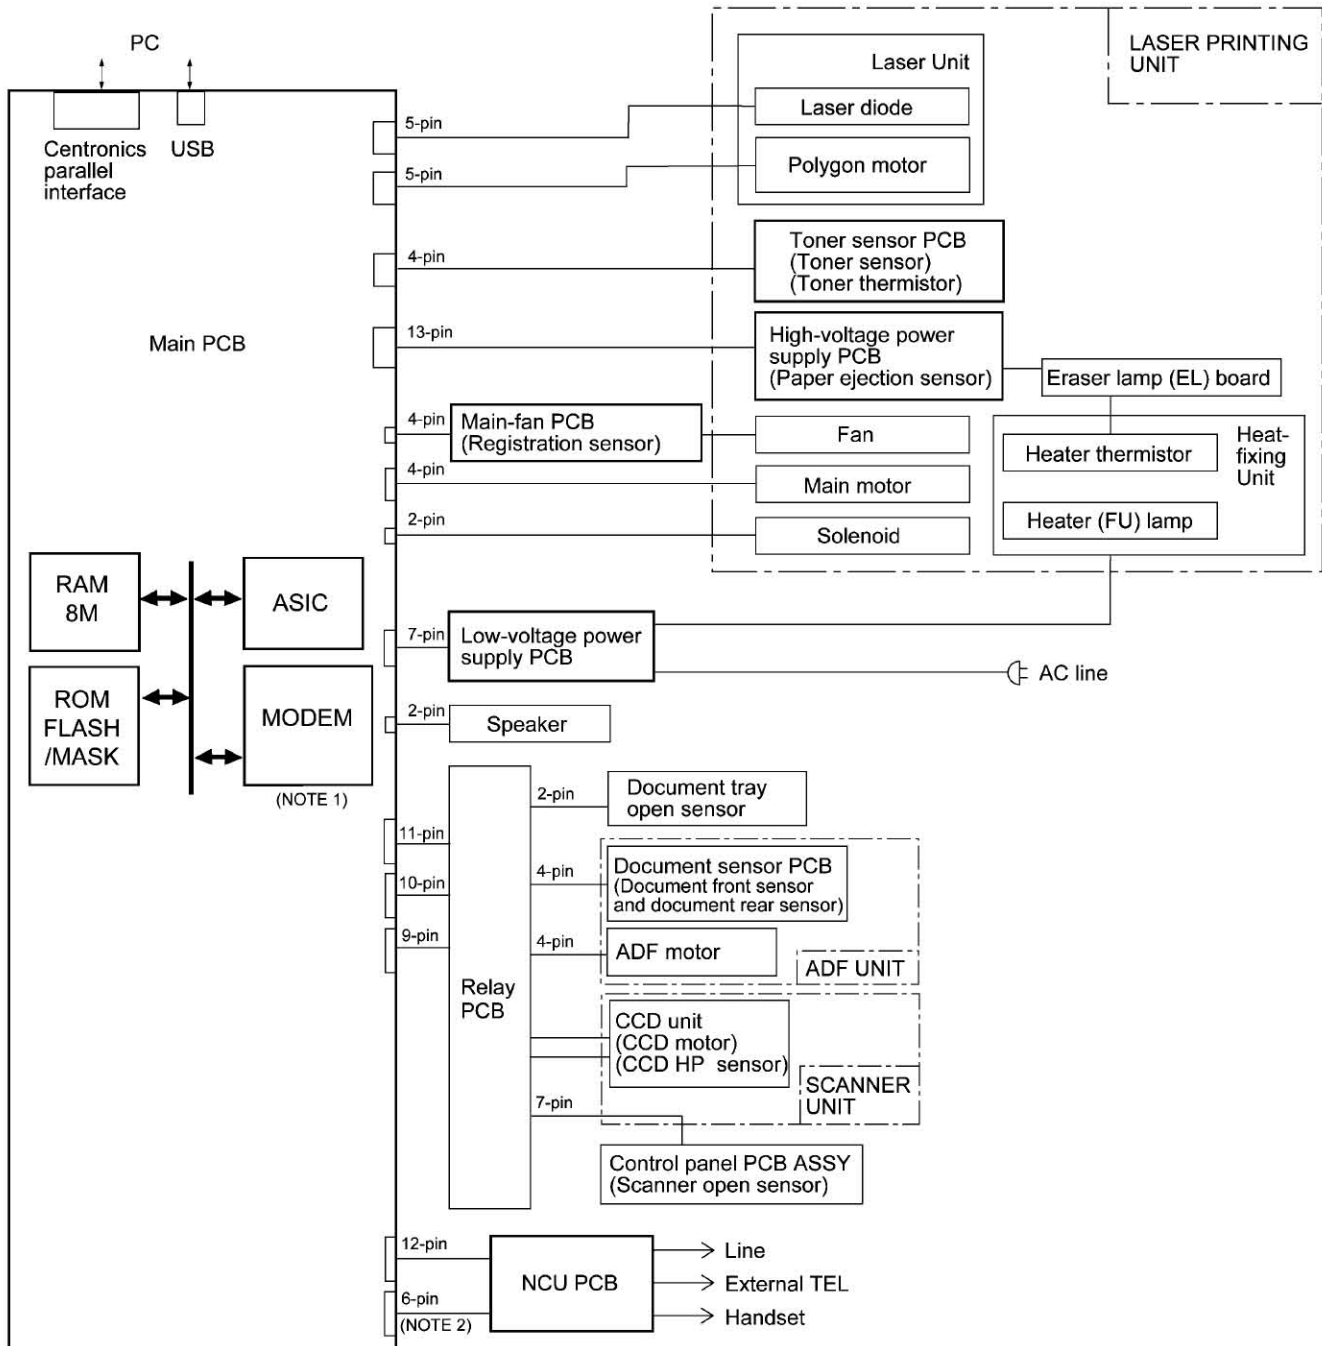 PC
Centronics
parallel
interface
USB
Main PCB
RAM
8M
ASIC
ROM
FLASH
/MASK
MODEM
(NOTE 1)
5-pin
5-pin
4-pin
13-pin
4-pin
4-pin
2-pin
7-pin
2-pin
11-pin
10-pin
9-pin
12-pin
6-pin
(NOTE 2)
LASER PRINTING
UNIT
Laser Unit
Laser diode
Polygon motor
Toner sensor PCB
(Toner sensor)
(Toner thermistor)
High-voltage power
supply PCB
(Paper ejection sensor)
Eraser lamp (EL) board
Main-fan PCB
(Registration sensor)
Fan
Main motor
Solenoid
Heat-
fixing
Unit
Heater thermistor
Heater (FU) lamp
Low-voltage power
supply PCB
AC line
Speaker
Relay
PCB
2-pin
Document tray
open sensor
4-pin
Document sensor PCB
(Document front sensor
and document rear sensor)
4-pin
ADF motor
ADF UNIT
CCD unit
(CCD motor)
(CCD HP sensor)
SCANNER
UNIT
7-pin
Control panel PCB ASSY
(Scanner open sensor)
NCU PCB
Line
External TEL
Handset